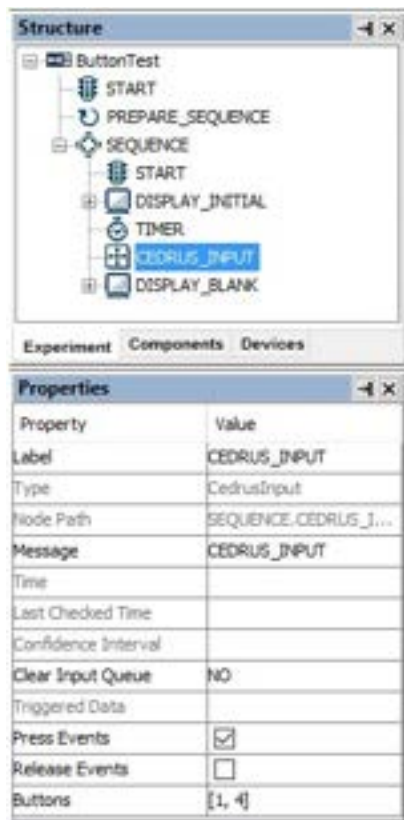 Structure
ButtonTest
START
PREPARE_SEQUENCE
SEQUENCE
START
DISPLAY_INITIAL
TIMER
CEDRUS_INPUT
DISPLAY_BLANK
Experiment Components Devices
Properties
Property Value
Label CEDRUS_INPUT
Type CedrusInput
Node Path SEQUENCE.CEDRUS_I...
Message CEDRUS_INPUT
Time
Last Checked Time
Confidence Interval
Clear Input Queue NO
Triggered Data
Press Events
Release Events
Buttons [1, 4]